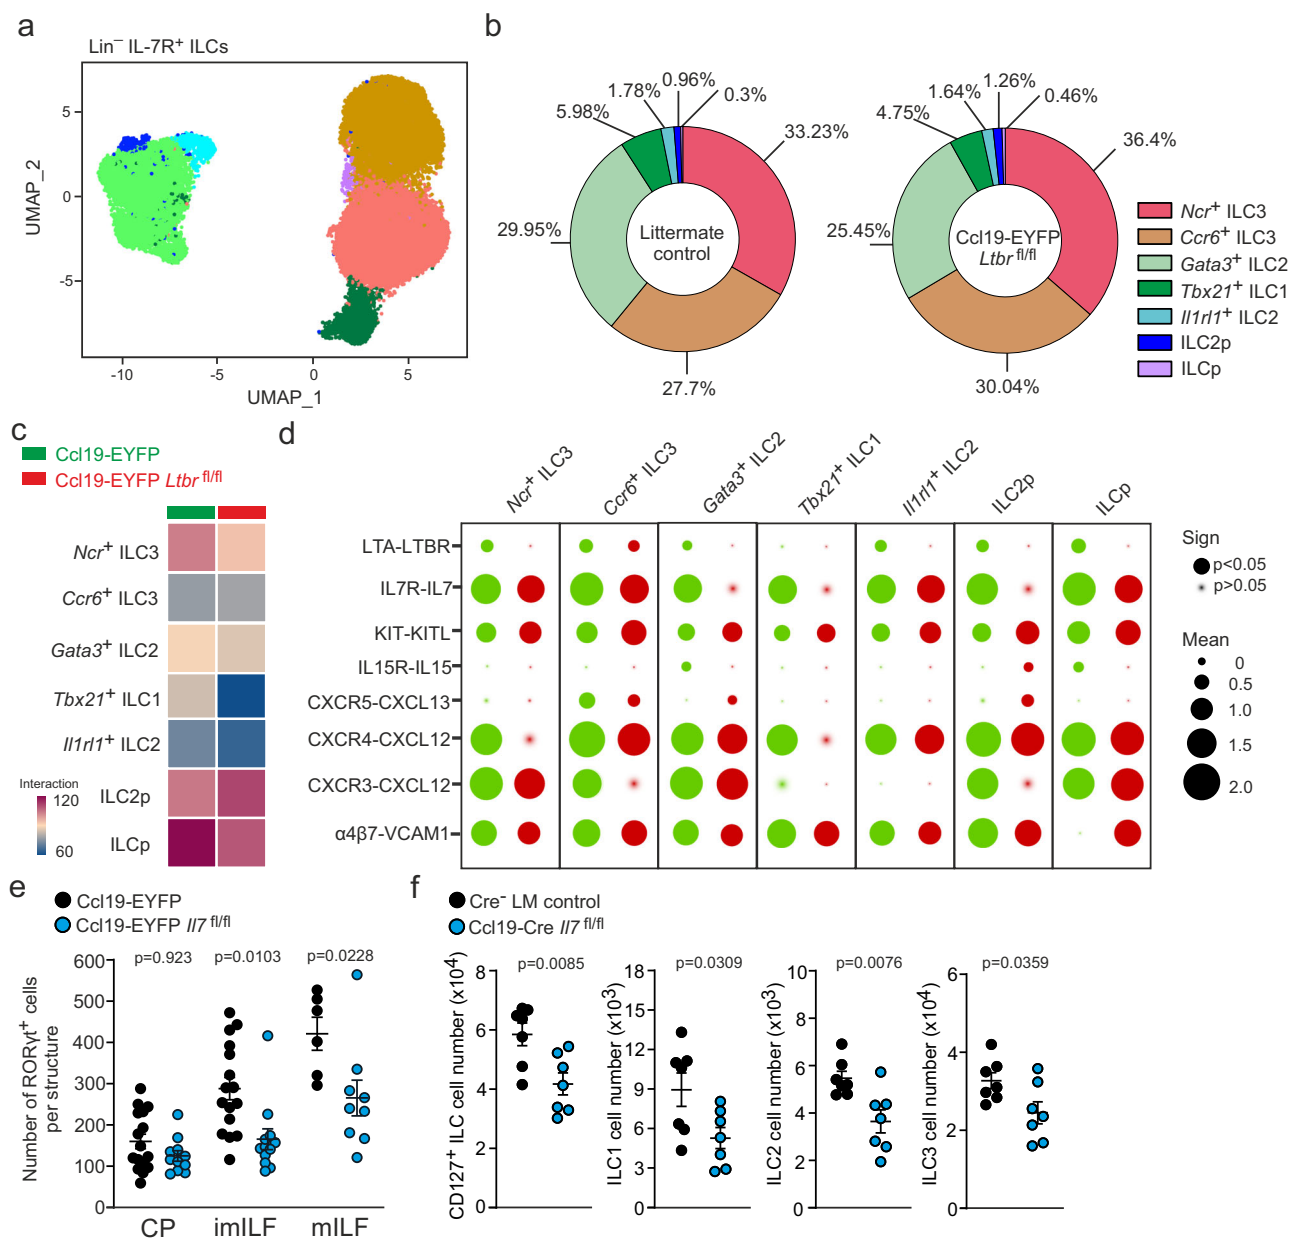 a
Lin⁻ IL-7R⁺ ILCs
UMAP_2
5
0
-5
-10
-5
0
5
UMAP_1
b
5.98%
1.78%
0.96%
0.3%
33.23%
29.95%
27.7%
Littermate
control
4.75%
1.64%
1.26%
0.46%
36.4%
25.45%
30.04%
Ccl19-EYFP
Ltbr fl/fl
Ncr⁺ ILC3
Ccr6⁺ ILC3
Gata3⁺ ILC2
Tbx21⁺ ILC1
Il1rl1⁺ ILC2
ILC2p
ILCp
c
Ccl19-EYFP
Ccl19-EYFP Ltbr fl/fl
Ncr⁺ ILC3
Ccr6⁺ ILC3
Gata3⁺ ILC2
Tbx21⁺ ILC1
Il1rl1⁺ ILC2
ILC2p
ILCp
Interaction
120
60
d
Ncr⁺ ILC3
Ccr6⁺ ILC3
Gata3⁺ ILC2
Tbx21⁺ ILC1
Il1rl1⁺ ILC2
ILC2p
ILCp
LTA-LTBR
IL7R-IL7
KIT-KITL
IL15R-IL15
CXCR5-CXCL13
CXCR4-CXCL12
CXCR3-CXCL12
α4β7-VCAM1
Sign
p<0.05
p>0.05
Mean
0
0.5
1.0
1.5
2.0
e
Ccl19-EYFP
Ccl19-EYFP Il7 fl/fl
p=0.923
p=0.0103
p=0.0228
Number of RORγt⁺ cells
per structure
600
500
400
300
200
100
0
CP
imILF
mILF
f
Cre⁻ LM control
Ccl19-Cre Il7 fl/fl
p=0.0085
CD127⁺ ILC cell number (x10⁴)
8
6
4
2
0
p=0.0309
ILC1 cell number (x10³)
18
15
12
9
6
3
0
p=0.0076
ILC2 cell number (x10³)
10
8
6
4
2
0
p=0.0359
ILC3 cell number (x10⁴)
6
4
2
0